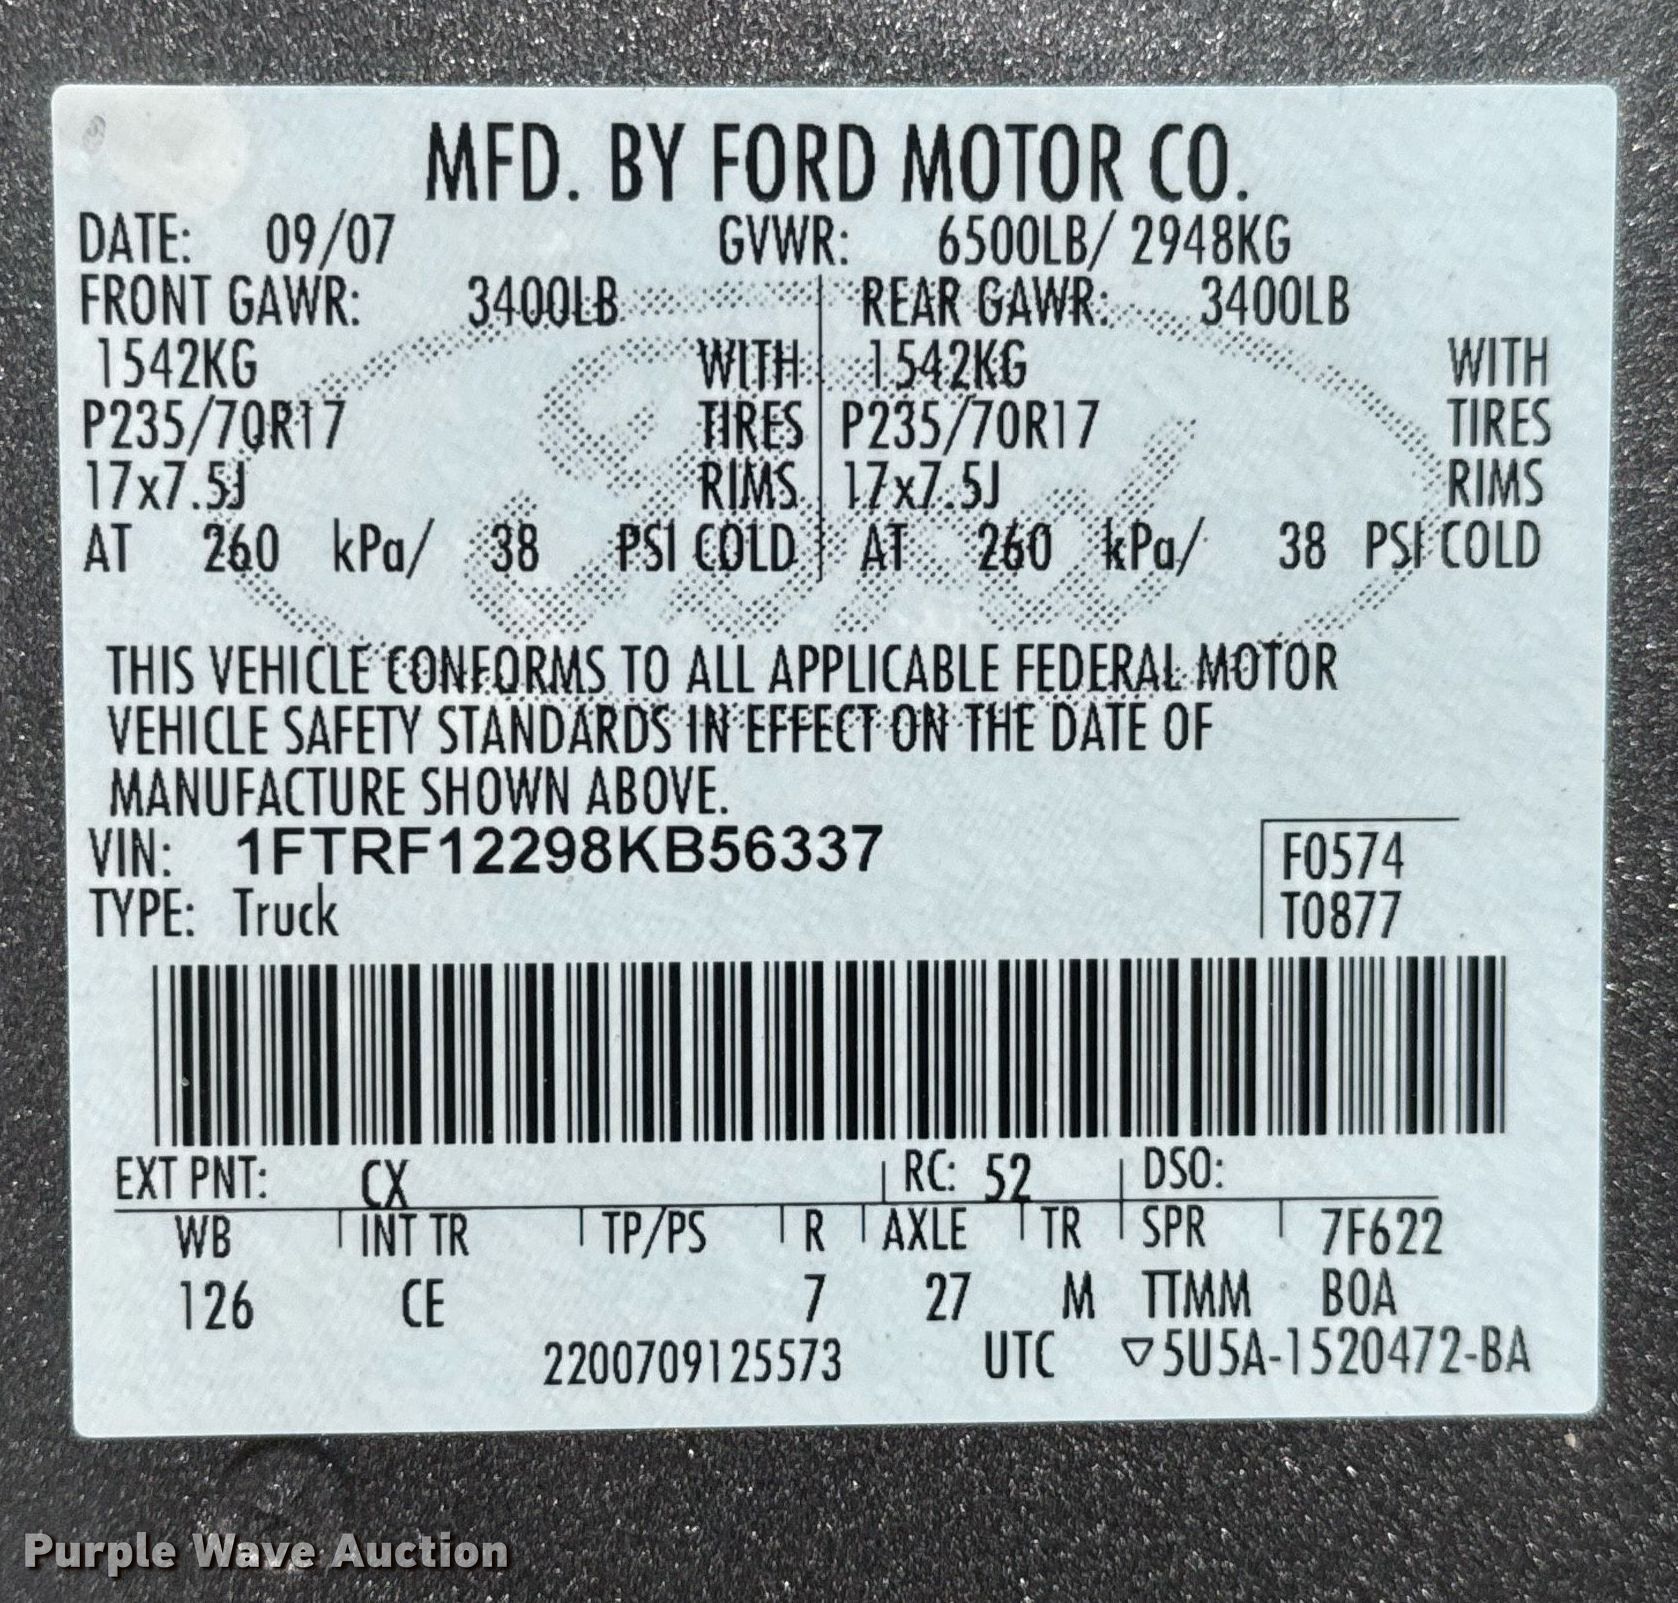 MFD. BY FORD MOTOR CO.
DATE: 09/07 GVWR: 6500LB/ 2948KG
FRONT GAWR: 3400LB REAR GAWR: 3400LB
1542KG WITH 1542KG WITH
P235/70R17 TIRES P235/70R17 TIRES
17x7.5J RIMS 17x7.5J RIMS
AT 260 kPa/ 38 PSI COLD AT 260 kPa/ 38 PSI COLD
THIS VEHICLE CONFORMS TO ALL APPLICABLE FEDERAL MOTOR
VEHICLE SAFETY STANDARDS IN EFFECT ON THE DATE OF
MANUFACTURE SHOWN ABOVE.
VIN: 1FTRF12298KB56337 F0574
TYPE: Truck T0877
EXT PNT: CX RC: 52 DSO:
WB INT TR TP/PS R AXLE TR SPR 7F622
126 CE 7 27 M TTMM BOA
2200709125573 UTC ▽5U5A-1520472-BA
Ford
Purple Wave Auction